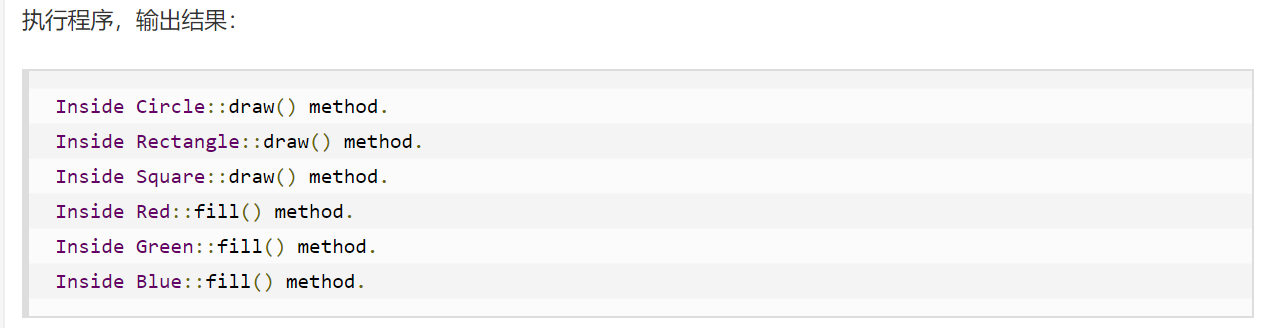 执行程序，输出结果：
Inside Circle::draw() method.
Inside Rectangle::draw() method.
Inside Square::draw() method.
Inside Red::fill() method.
Inside Green::fill() method.
Inside Blue::fill() method.